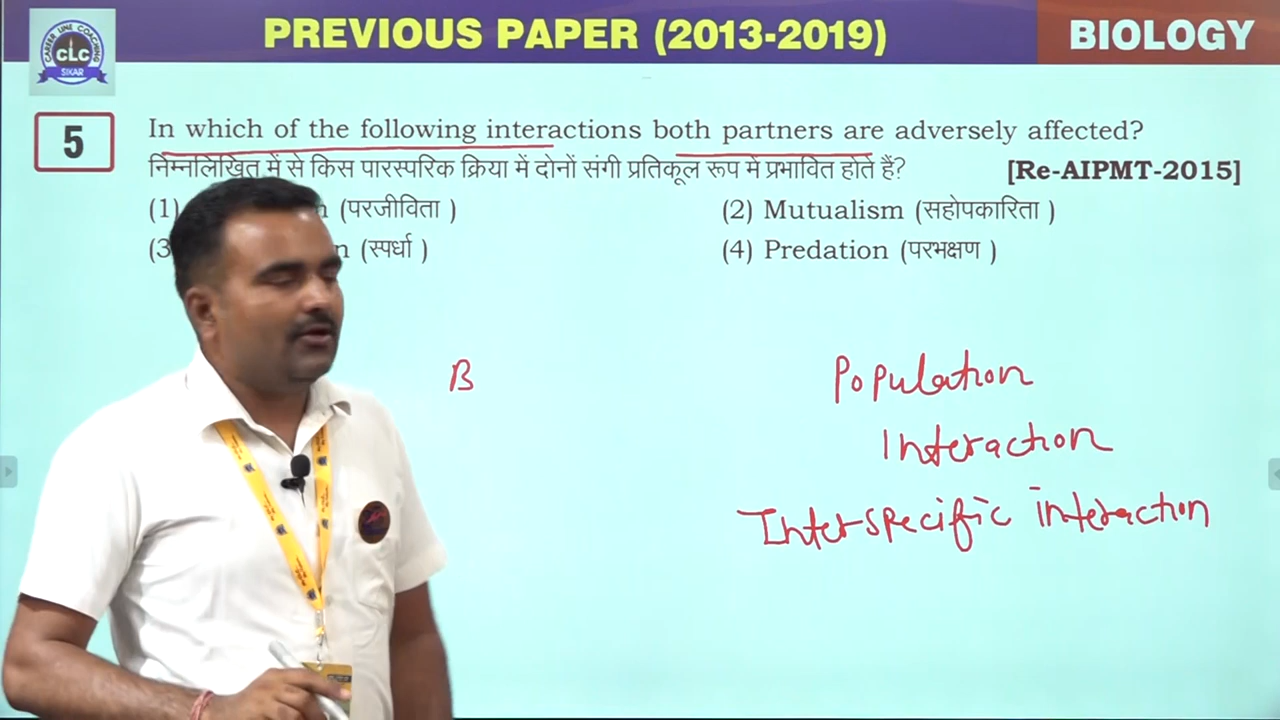 PREVIOUS PAPER (2013-2019)
BIOLOGY
CAREER LINE COACHING
CLC
SIKAR
5
In which of the following interactions both partners are adversely affected?
निम्नलिखित में से किस पारस्परिक क्रिया में दोनों संगी प्रतिकूल रूप में प्रभावित होते हैं?
[Re-AIPMT-2015]
(1) (परजीविता )
(2) Mutualism (सहोपकारिता )
(3 n (स्पर्धा )
(4) Predation (परभक्षण )
B
Population
Interaction
Interspecific interaction